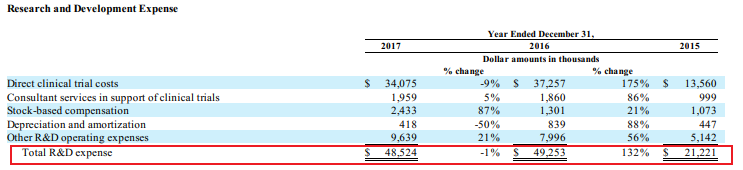 Research and Development Expense
Year Ended December 31,
2017 2016 2015
Dollar amounts in thousands
% change % change
Direct clinical trial costs $ 34,075 -9% $ 37,257 175% $ 13,560
Consultant services in support of clinical trials 1,959 5% 1,860 86% 999
Stock-based compensation 2,433 87% 1,301 21% 1,073
Depreciation and amortization 418 -50% 839 88% 447
Other R&D operating expenses 9,639 21% 7,996 56% 5,142
Total R&D expense $ 48,524 -1% $ 49,253 132% $ 21,221